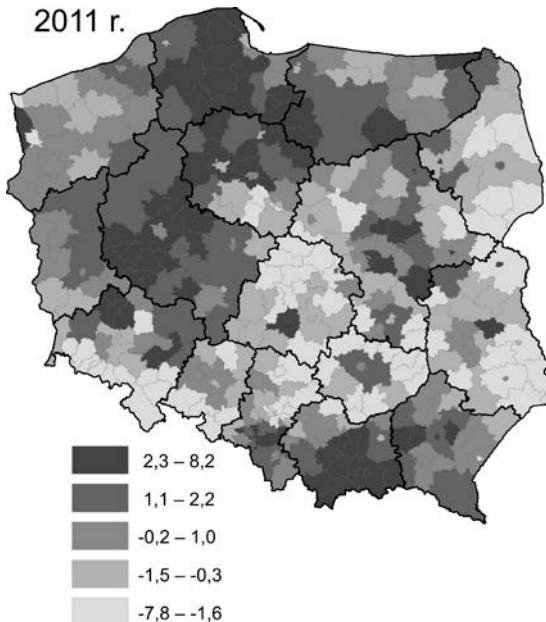 2011 r.
2,3 – 8,2
1,1 – 2,2
-0,2 – 1,0
-1,5 – -0,3
-7,8 – -1,6